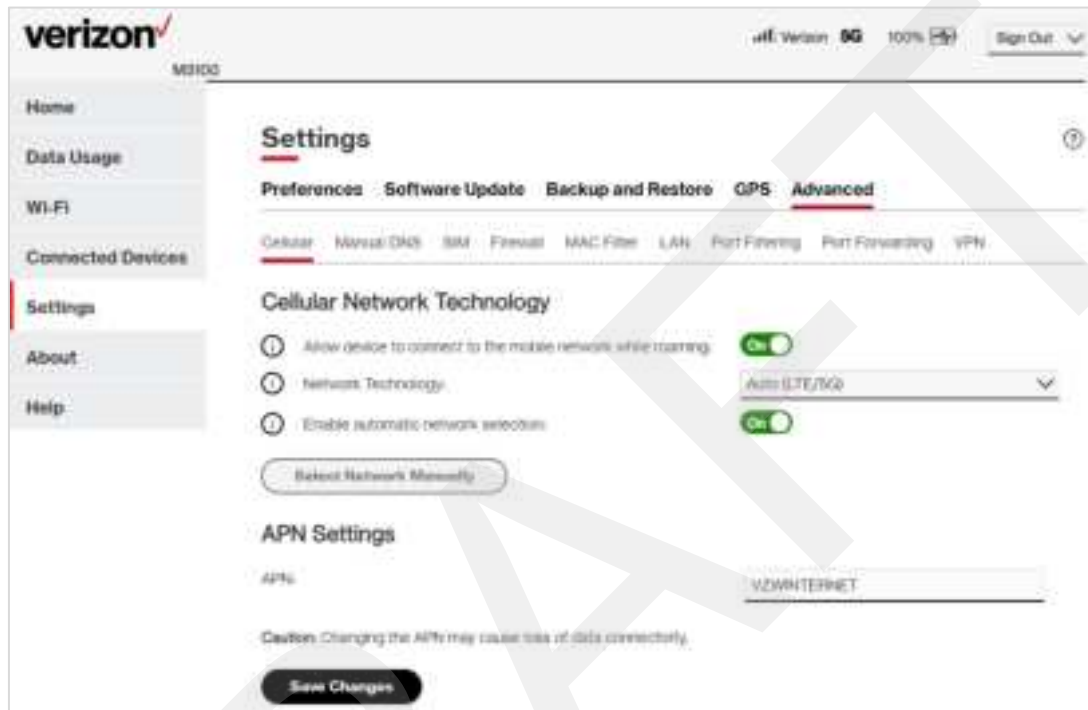 verizon
Verizon 5G 100% Sign Out
M3100
Home
Data Usage
Wi-Fi
Connected Devices
Settings
About
Help
Settings
Preferences Software Update Backup and Restore GPS Advanced
Cellular Manual DNS SIM Firewall MAC Filter LAN Port Filtering Port Forwarding VPN
Cellular Network Technology
Allow device to connect to the mobile network while roaming:
On
Network Technology:
Auto (LTE/5G)
Enable automatic network selection:
On
Select Network Manually
APN Settings
APN:
VZWINTERNET
Caution: Changing the APN may cause loss of data connectivity.
Save Changes